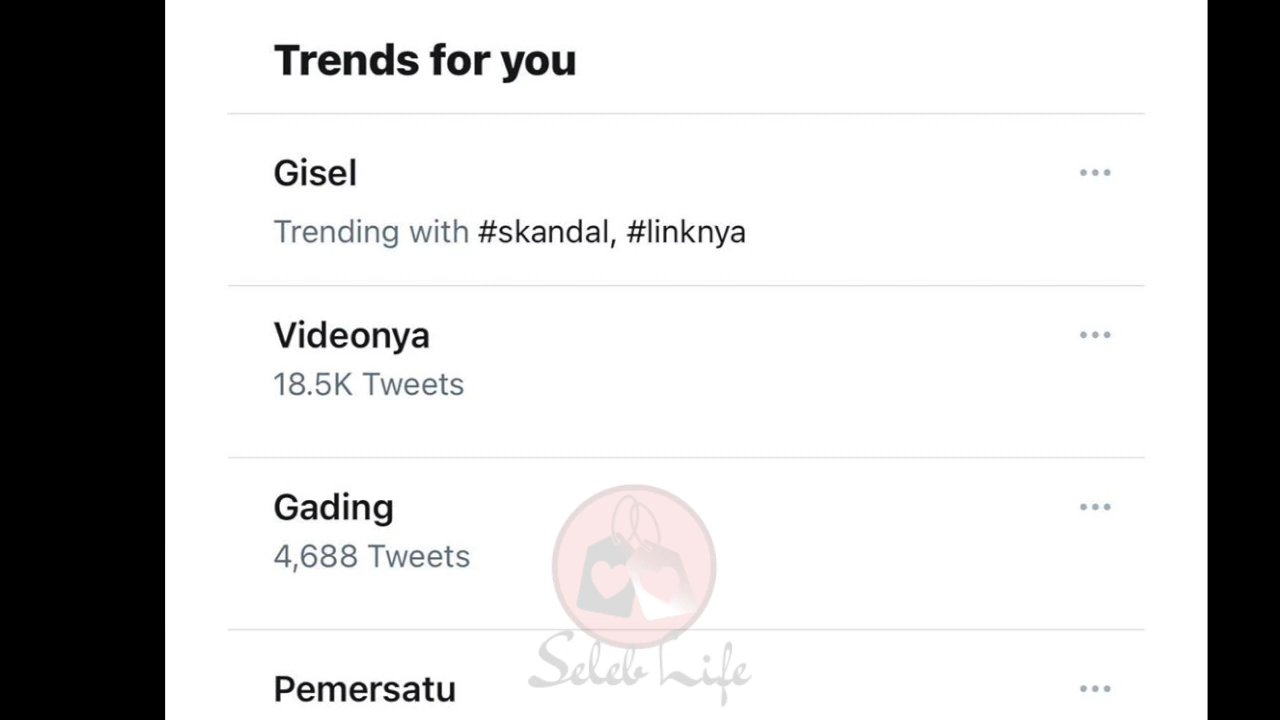 Trends for you
Gisel
Trending with #skandal, #linknya
Videonya
18.5K Tweets
Gading
4,688 Tweets
Seleb Life
Pemersatu